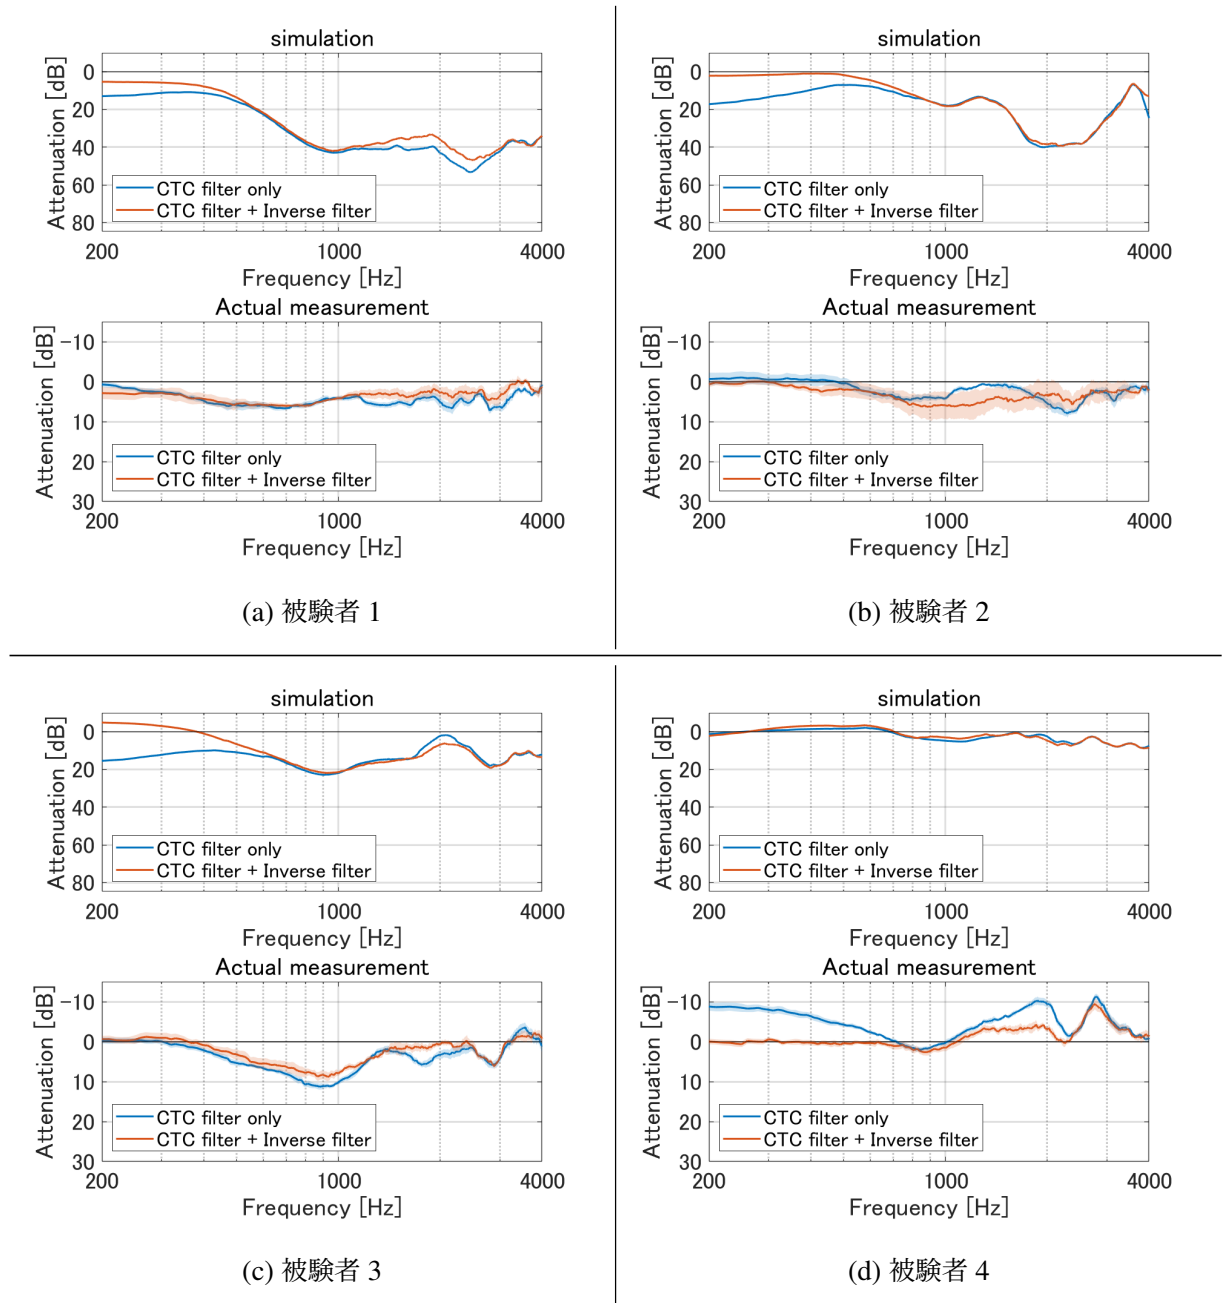 simulation
Attenuation [dB]
0
20
40
60
80
CTC filter only
CTC filter + Inverse filter
200
1000
4000
Frequency [Hz]
Actual measurement
Attenuation [dB]
-10
0
10
20
30
CTC filter only
CTC filter + Inverse filter
200
1000
4000
Frequency [Hz]
(a) 被験者 1
simulation
Attenuation [dB]
0
20
40
60
80
CTC filter only
CTC filter + Inverse filter
200
1000
4000
Frequency [Hz]
Actual measurement
Attenuation [dB]
-10
0
10
20
30
CTC filter only
CTC filter + Inverse filter
200
1000
4000
Frequency [Hz]
(b) 被験者 2
simulation
Attenuation [dB]
0
20
40
60
80
CTC filter only
CTC filter + Inverse filter
200
1000
4000
Frequency [Hz]
Actual measurement
Attenuation [dB]
-10
0
10
20
30
CTC filter only
CTC filter + Inverse filter
200
1000
4000
Frequency [Hz]
(c) 被験者 3
simulation
Attenuation [dB]
0
20
40
60
80
CTC filter only
CTC filter + Inverse filter
200
1000
4000
Frequency [Hz]
Actual measurement
Attenuation [dB]
-10
0
10
20
30
CTC filter only
CTC filter + Inverse filter
200
1000
4000
Frequency [Hz]
(d) 被験者 4